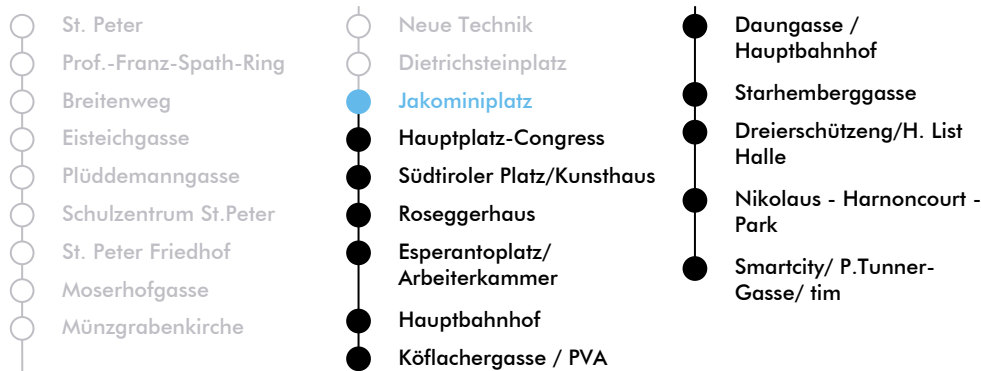 St. Peter
Prof.-Franz-Spath-Ring
Breitenweg
Eisteichgasse
Plüddemanngasse
Schulzentrum St.Peter
St. Peter Friedhof
Moserhofgasse
Münzgrabenkirche
Neue Technik
Dietrichsteinplatz
Jakominiplatz
Hauptplatz-Congress
Südtiroler Platz/Kunsthaus
Roseggerhaus
Esperantoplatz/
Arbeiterkammer
Hauptbahnhof
Köflachergasse / PVA
Daungasse /
Hauptbahnhof
Starhemberggasse
Dreierschützeng/H. List
Halle
Nikolaus - Harnoncourt -
Park
Smartcity/ P.Tunner-
Gasse/ tim